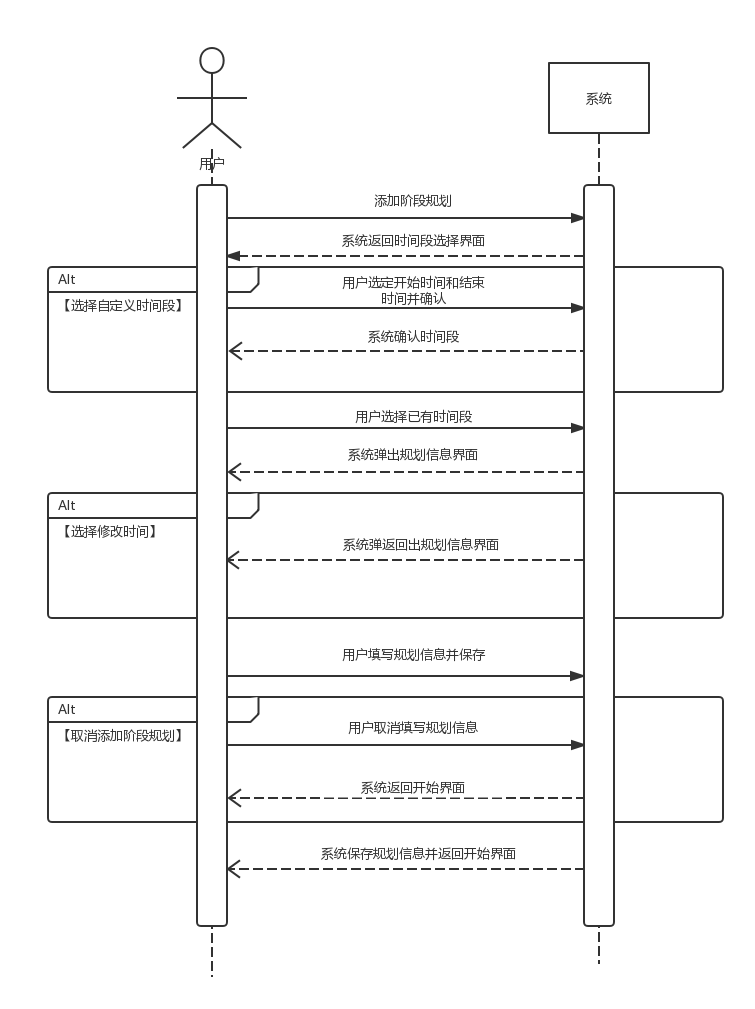 系统
用户
添加阶段规划
系统返回时间段选择界面
Alt
用户选定开始时间和结束
时间并确认
【选择自定义时间段】
系统确认时间段
用户选择已有时间段
系统弹出规划信息界面
Alt
【选择修改时间】
系统弹返回出规划信息界面
用户填写规划信息并保存
Alt
【取消添加阶段规划】
用户取消填写规划信息
系统返回开始界面
系统保存规划信息并返回开始界面